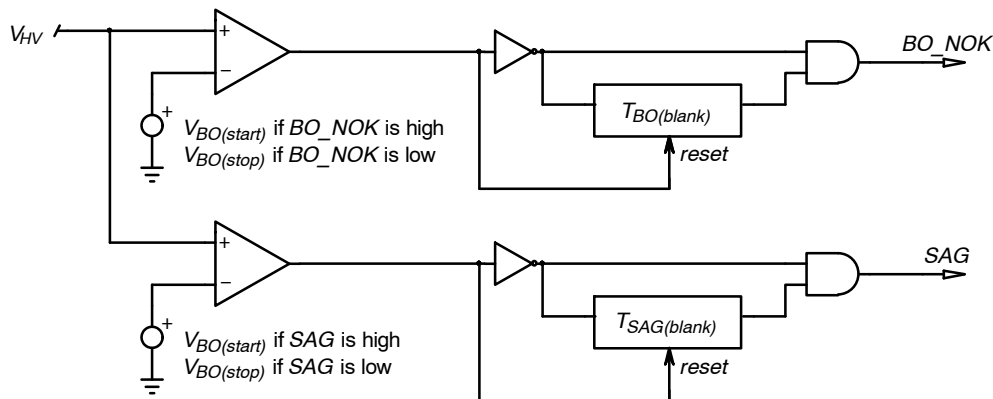 V_HV
+
−
+
V_BO(start) if BO_NOK is high
V_BO(stop) if BO_NOK is low
T_BO(blank)
reset
BO_NOK
+
−
+
V_BO(start) if SAG is high
V_BO(stop) if SAG is low
T_SAG(blank)
reset
SAG